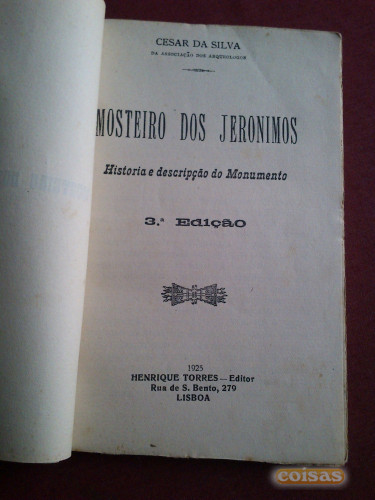 CESAR DA SILVA
DA ASSOCIAÇÃO DOS ARQUEOLOGOS
MOSTEIRO DOS JERONIMOS
Historia e descripção do Monumento
3.ª Edição
1925
HENRIQUE TORRES — Editor
Rua de S. Bento, 279
LISBOA
coisas